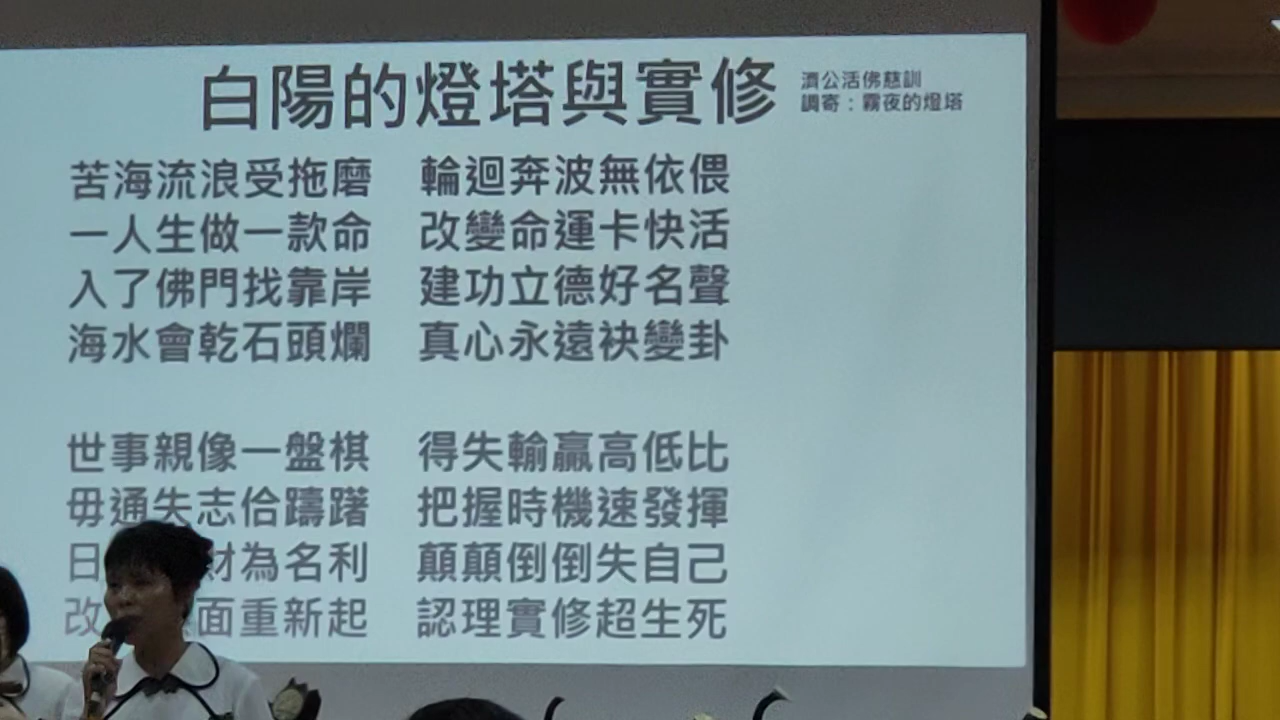 白陽的燈塔與實修
濟公活佛慈訓
調寄：霧夜的燈塔
苦海流浪受拖磨 輪迴奔波無依偎
一人生做一款命 改變命運卡快活
入了佛門找靠岸 建功立德好名聲
海水會乾石頭爛 真心永遠袂變卦
世事親像一盤棋 得失輸贏高低比
毋通失志佮躊躇 把握時機速發揮
日 財為名利 顛顛倒倒失自己
改 面重新起 認理實修超生死